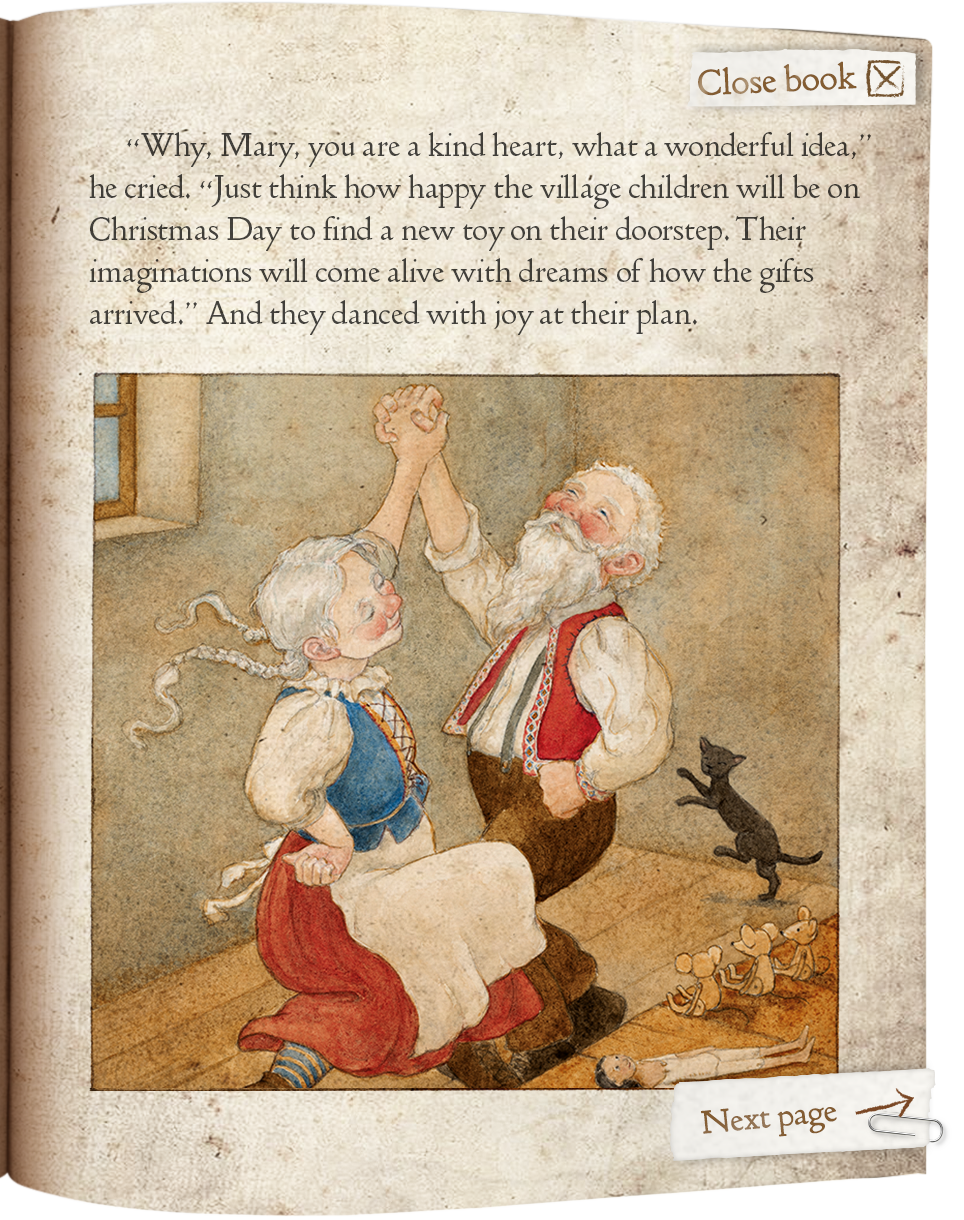 Close book
“Why, Mary, you are a kind heart, what a wonderful idea,”
he cried. “Just think how happy the village children will be on
Christmas Day to find a new toy on their doorstep. Their
imaginations will come alive with dreams of how the gifts
arrived.” And they danced with joy at their plan.
Next page